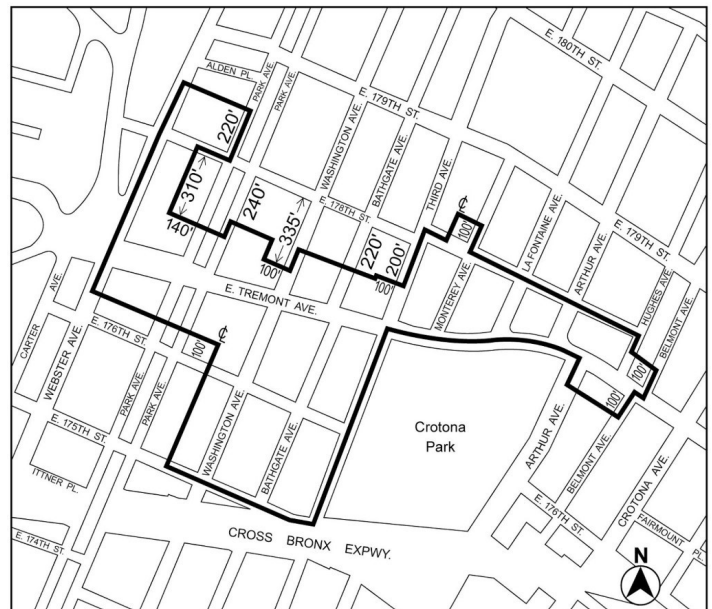 E. 180TH ST.
ALDEN PL.
PARK AVE.
PARK AVE.
E. 179TH ST.
220'
WASHINGTON AVE.
BATHGATE AVE.
THIRD AVE.
310'
240'
E. 178TH ST.
℄
100'
LA FONTAINE AVE.
140'
335'
ARTHUR AVE.
E. 179TH ST.
220'
200'
100'
100'
MONTEREY AVE.
HUGHES AVE.
BELMONT AVE.
E. TREMONT AVE.
CARTER AVE.
WEBSTER AVE.
E. 176TH ST.
℄
100'
100'
100'
PARK AVE.
PARK AVE.
WASHINGTON AVE.
BATHGATE AVE.
Crotona
Park
E. 175TH ST.
ARTHUR AVE.
BELMONT AVE.
CROTONA AVE.
ITTNER PL.
E. 176TH ST.
FAIRMOUNT PL.
CROSS BRONX EXPWY.
E. 174TH ST.
N